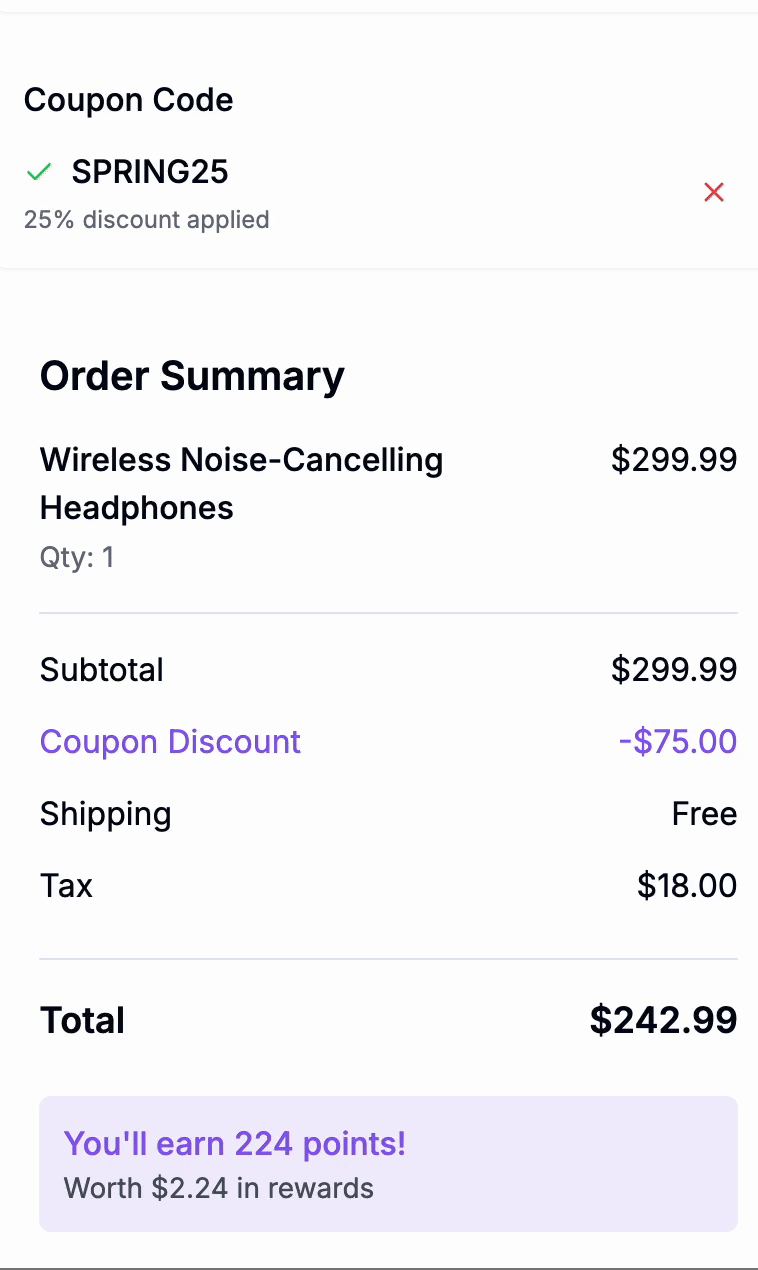 Coupon Code
SPRING25
25% discount applied
Order Summary
Wireless Noise-Cancelling $299.99
Headphones
Qty: 1
Subtotal $299.99
Coupon Discount -$75.00
Shipping Free
Tax $18.00
Total $242.99
You'll earn 224 points!
Worth $2.24 in rewards